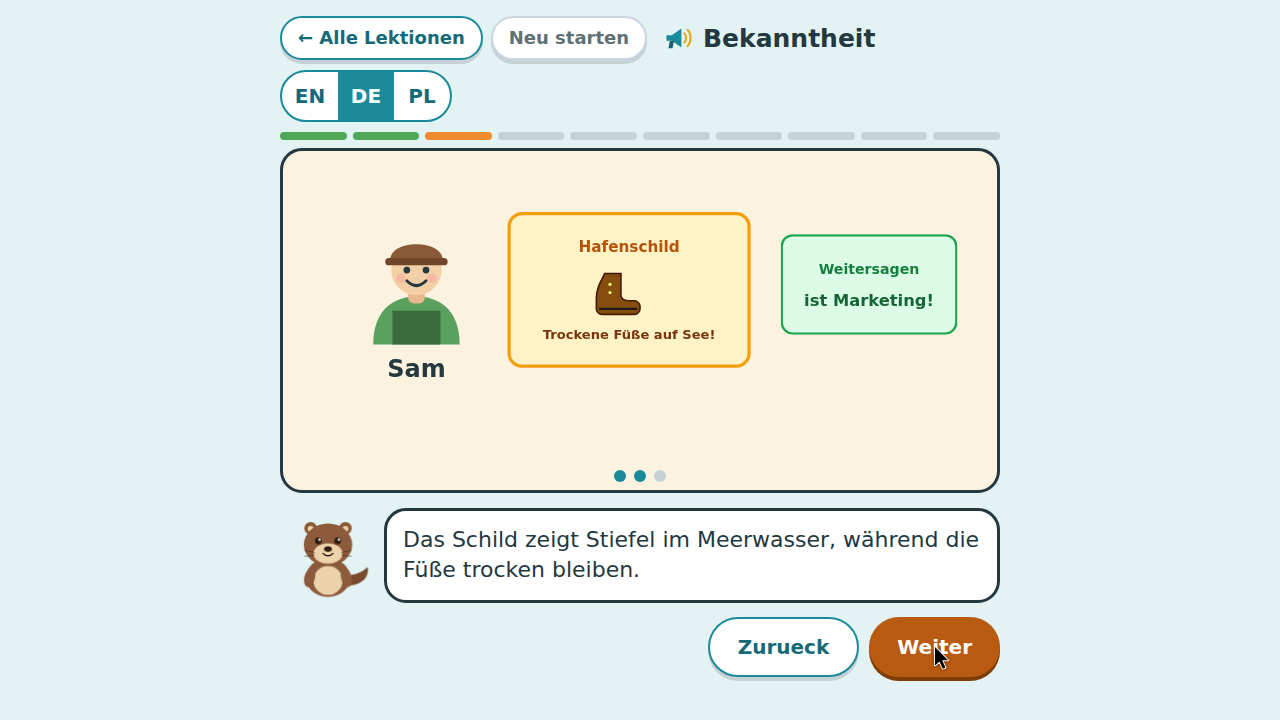 ← Alle Lektionen
Neu starten
Bekanntheit
EN DE PL
Hafenschild
Trockene Füße auf See!
Weitersagen
ist Marketing!
Sam
Das Schild zeigt Stiefel im Meerwasser, während die
Füße trocken bleiben.
Zurueck
Weiter